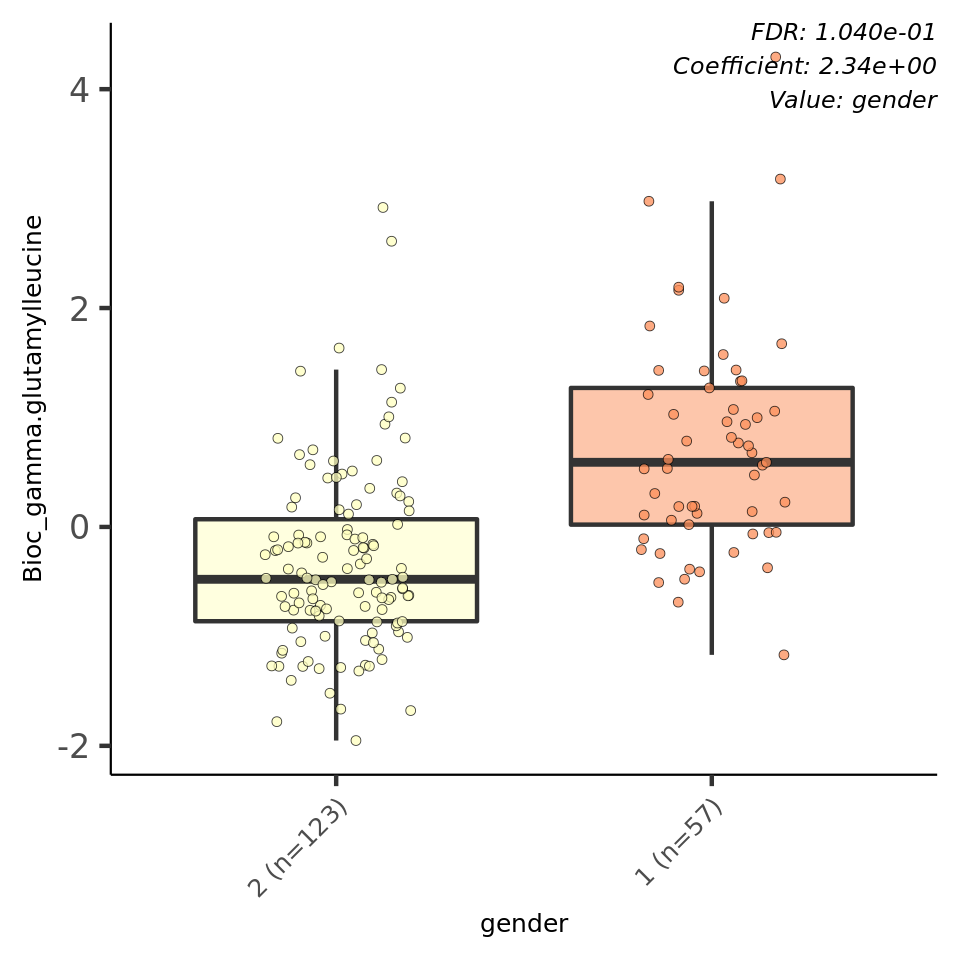 FDR: 1.040e-01
Coefficient: 2.34e+00
Value: gender
Bioc_gamma.glutamylleucine
4
2
0
-2
2 (n=123)
1 (n=57)
gender